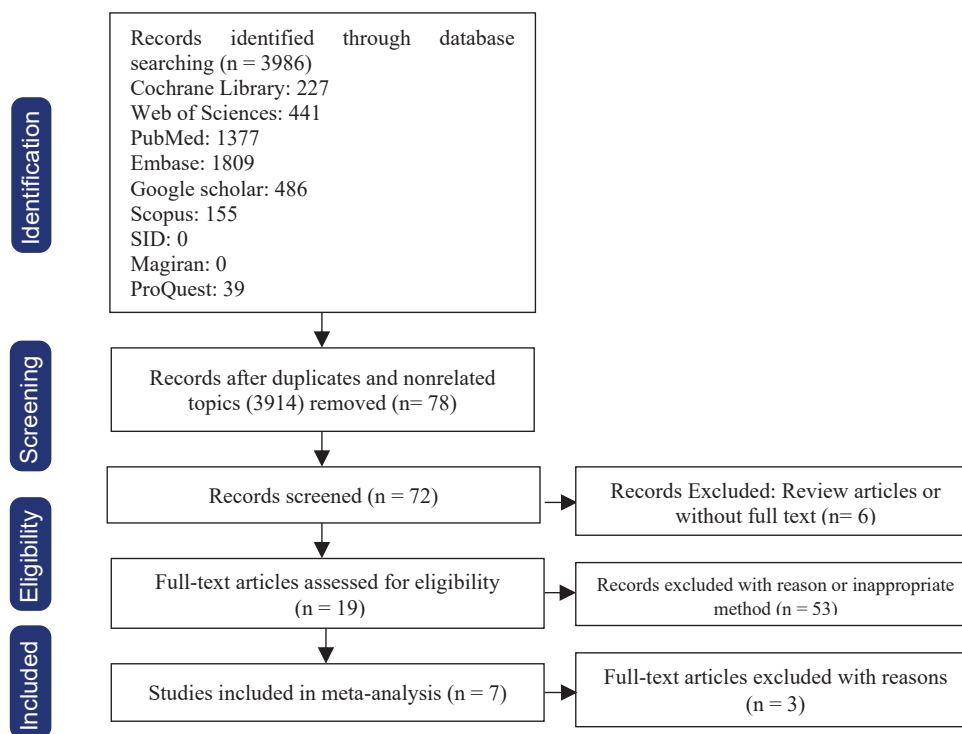 Identification
Records identified through database
searching (n = 3986)
Cochrane Library: 227
Web of Sciences: 441
PubMed: 1377
Embase: 1809
Google scholar: 486
Scopus: 155
SID: 0
Magiran: 0
ProQuest: 39
Screening
Records after duplicates and nonrelated
topics (3914) removed (n= 78)
Records screened (n = 72)
Records Excluded: Review articles or
without full text (n= 6)
Eligibility
Full-text articles assessed for eligibility
(n = 19)
Records excluded with reason or inappropriate
method (n = 53)
Included
Studies included in meta-analysis (n = 7)
Full-text articles excluded with reasons
(n = 3)